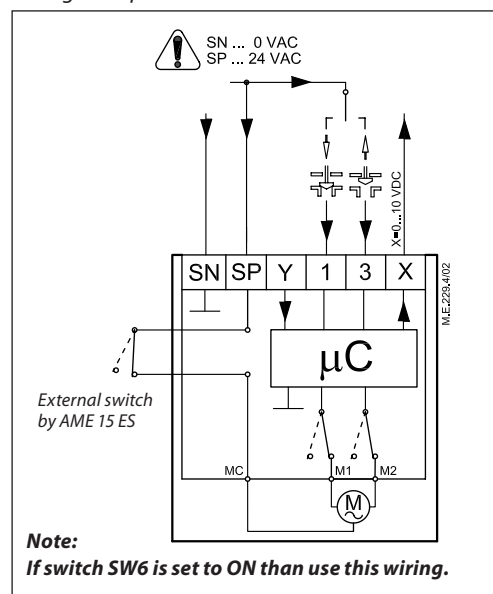 SN ... 0 VAC
SP ... 24 VAC
X=0...10 VDC
SN SP Y 1 3 X
M.E.229.4/02
µC
External switch
by AME 15 ES
MC M1 M2
M
Note:
If switch SW6 is set to ON than use this wiring.